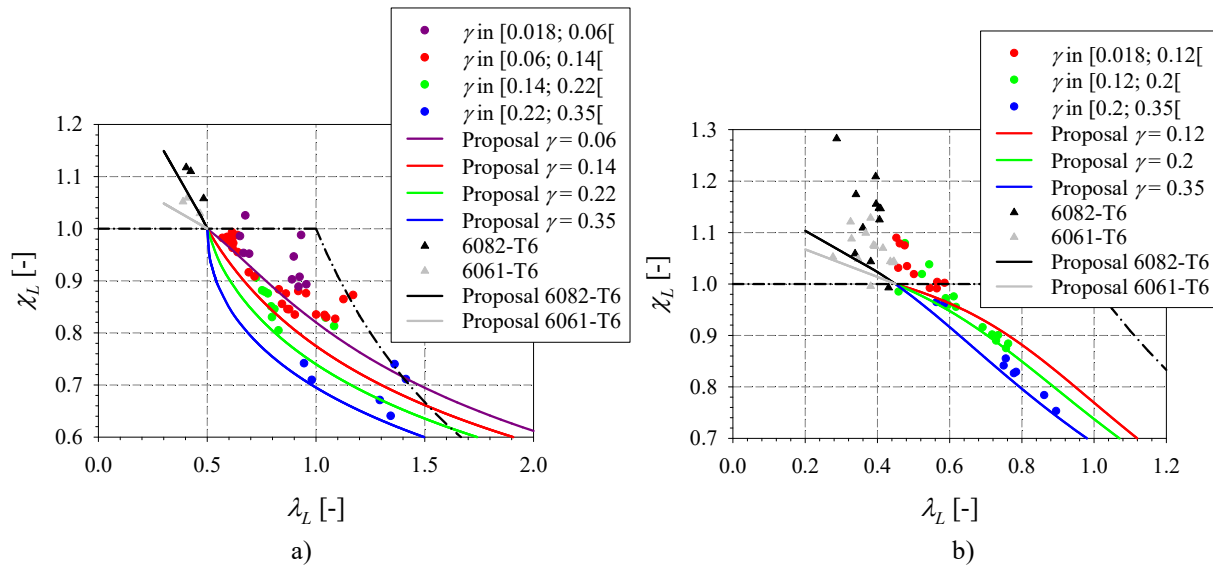 γ in [0.018; 0.06[
γ in [0.06; 0.14[
γ in [0.14; 0.22[
γ in [0.22; 0.35[
Proposal γ = 0.06
Proposal γ = 0.14
Proposal γ = 0.22
Proposal γ = 0.35
6082-T6
6061-T6
Proposal 6082-T6
Proposal 6061-T6
1.2
1.1
1.0
0.9
0.8
0.7
0.6
χL [-]
0.0 0.5 1.0 1.5 2.0
λL [-]
a)
γ in [0.018; 0.12[
γ in [0.12; 0.2[
γ in [0.2; 0.35[
Proposal γ = 0.12
Proposal γ = 0.2
Proposal γ = 0.35
6082-T6
6061-T6
Proposal 6082-T6
Proposal 6061-T6
1.3
1.2
1.1
1.0
0.9
0.8
0.7
χL [-]
0.0 0.2 0.4 0.6 0.8 1.0 1.2
λL [-]
b)